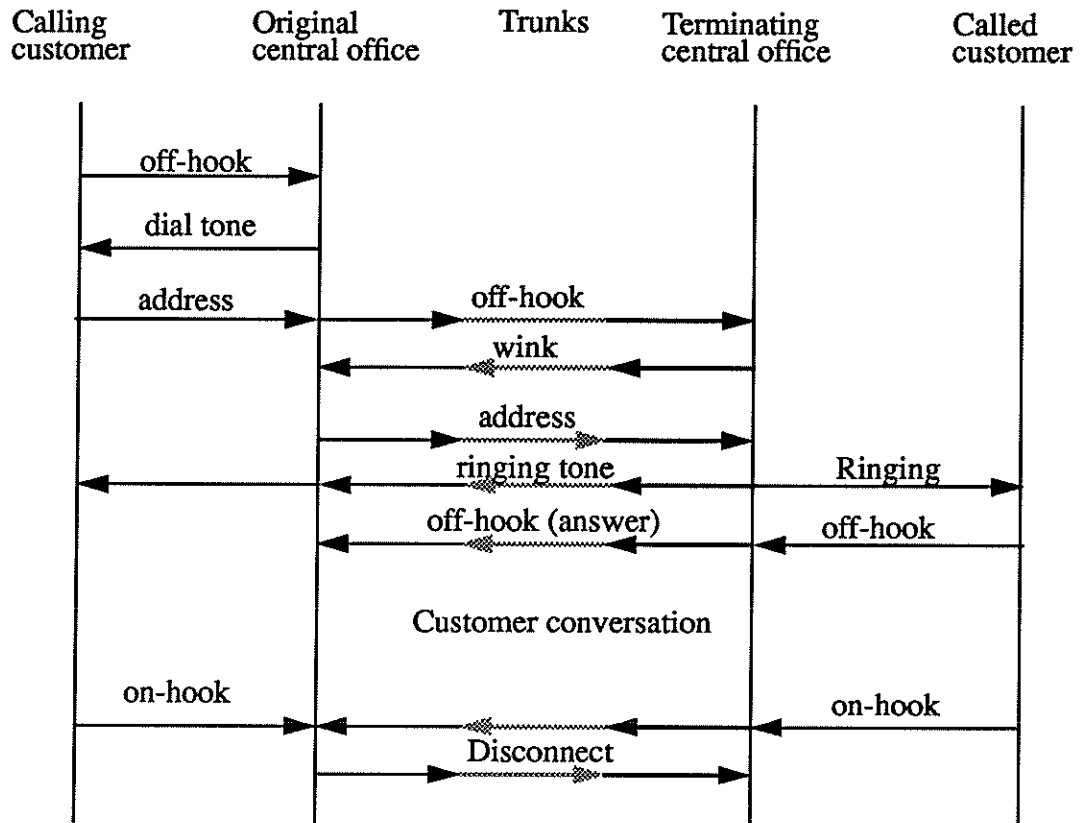 Calling
customer
Original
central office
Trunks
Terminating
central office
Called
customer
off-hook
dial tone
address
off-hook
wink
address
ringing tone
Ringing
off-hook (answer)
off-hook
Customer conversation
on-hook
on-hook
Disconnect